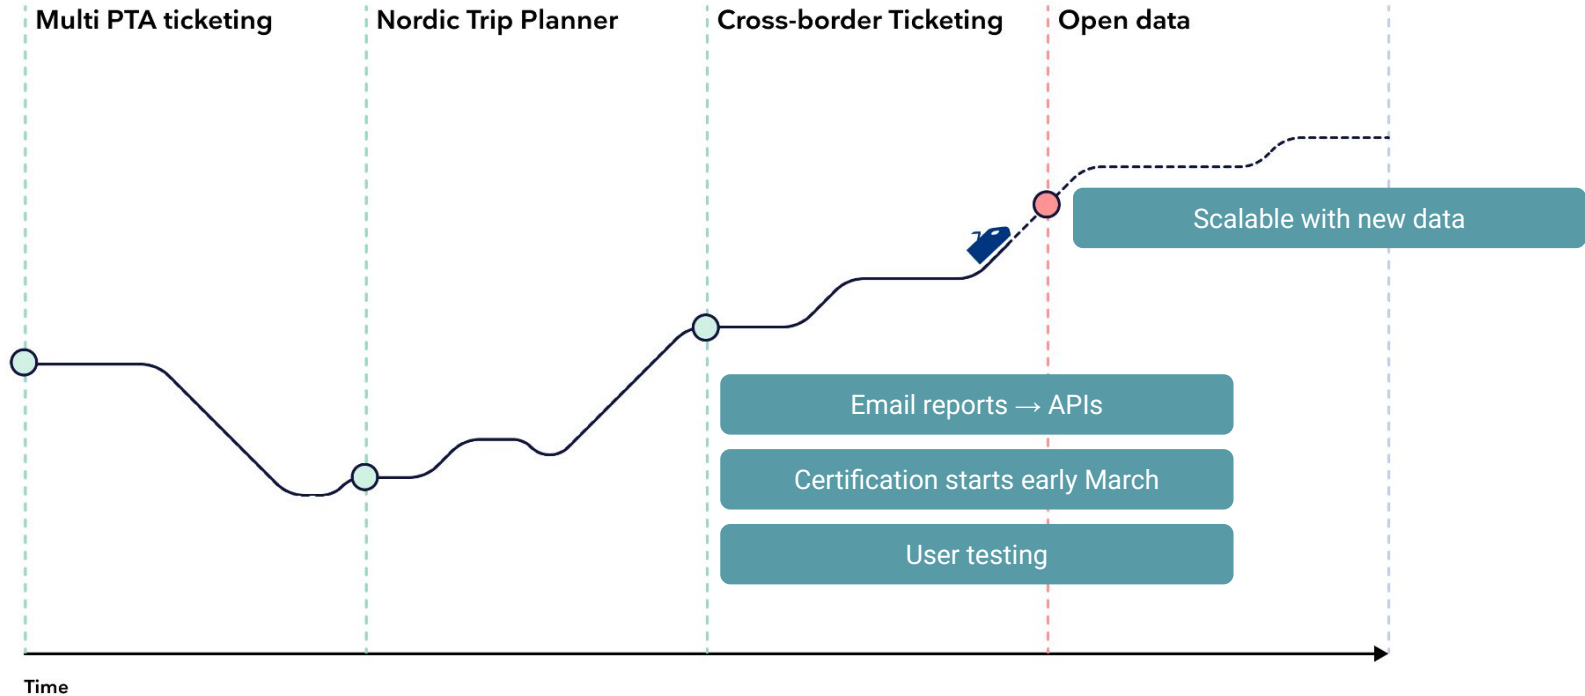 Multi PTA ticketing
Nordic Trip Planner
Cross-border Ticketing
Open data
Scalable with new data
Email reports → APIs
Certification starts early March
User testing
Time